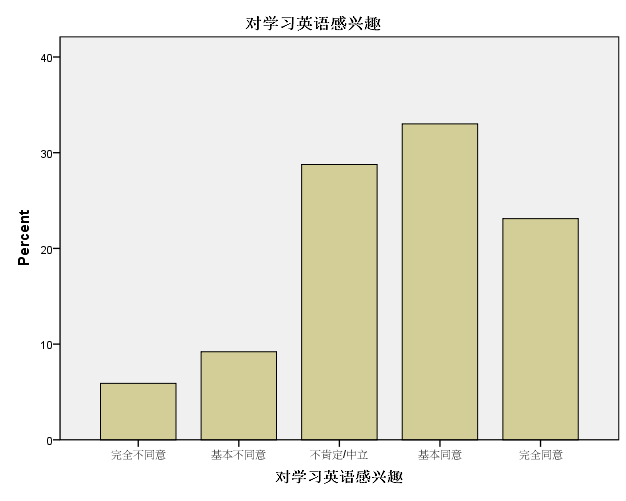 对学习英语感兴趣
40
30
20
10
0
Percent
完全不同意
基本不同意
不肯定/中立
基本同意
完全同意
对学习英语感兴趣